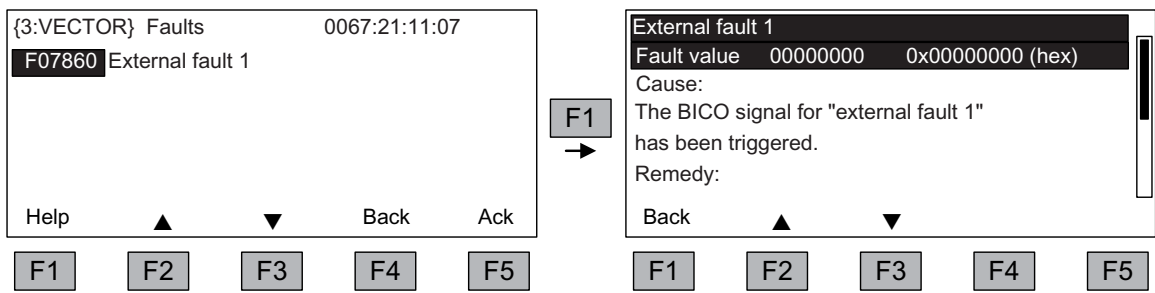 {3:VECTOR} Faults 0067:21:11:07
F07860 External fault 1
Help ▲ ▼ Back Ack
F1 F2 F3 F4 F5
F1
External fault 1
Fault value 00000000 0x00000000 (hex)
Cause:
The BICO signal for "external fault 1"
has been triggered.
Remedy:
Back ▲ ▼
F1 F2 F3 F4 F5